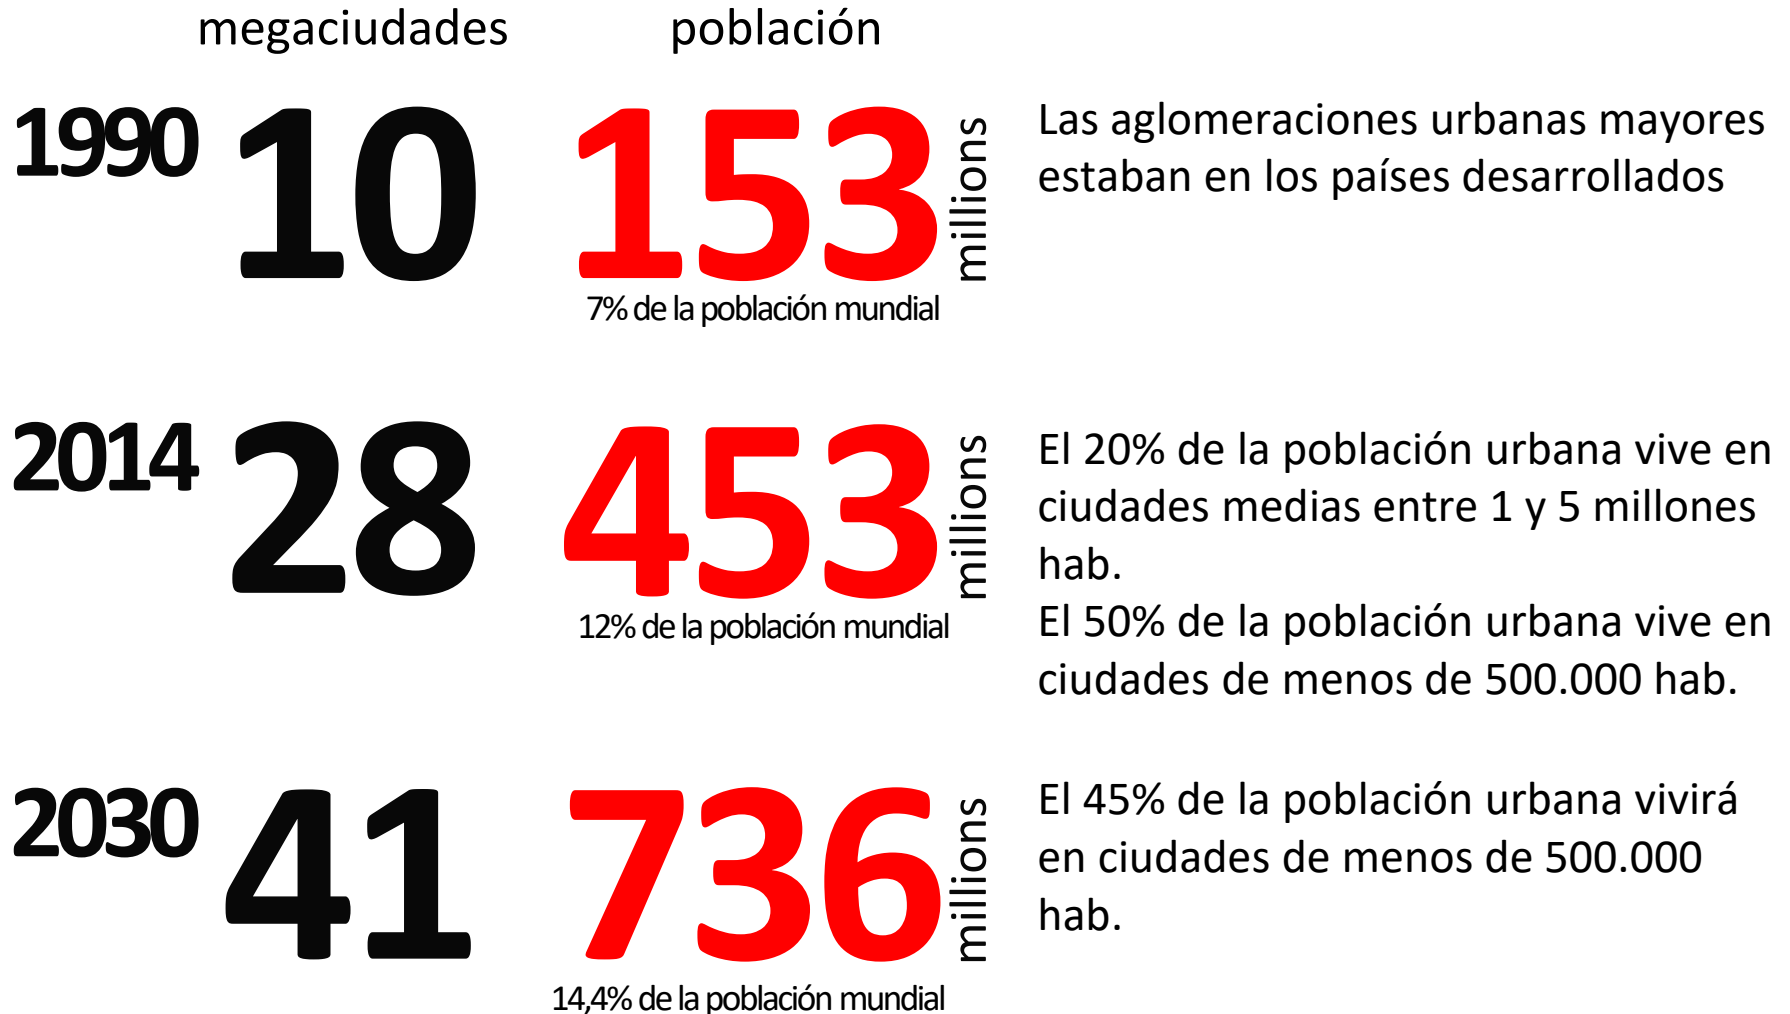 megaciudades población
1990 10 153 millions
7% de la población mundial
Las aglomeraciones urbanas mayores
estaban en los países desarrollados
2014 28 453 millions
12% de la población mundial
El 20% de la población urbana vive en
ciudades medias entre 1 y 5 millones
hab.
El 50% de la población urbana vive en
ciudades de menos de 500.000 hab.
2030 41 736 millions
14,4% de la población mundial
El 45% de la población urbana vivirá
en ciudades de menos de 500.000
hab.